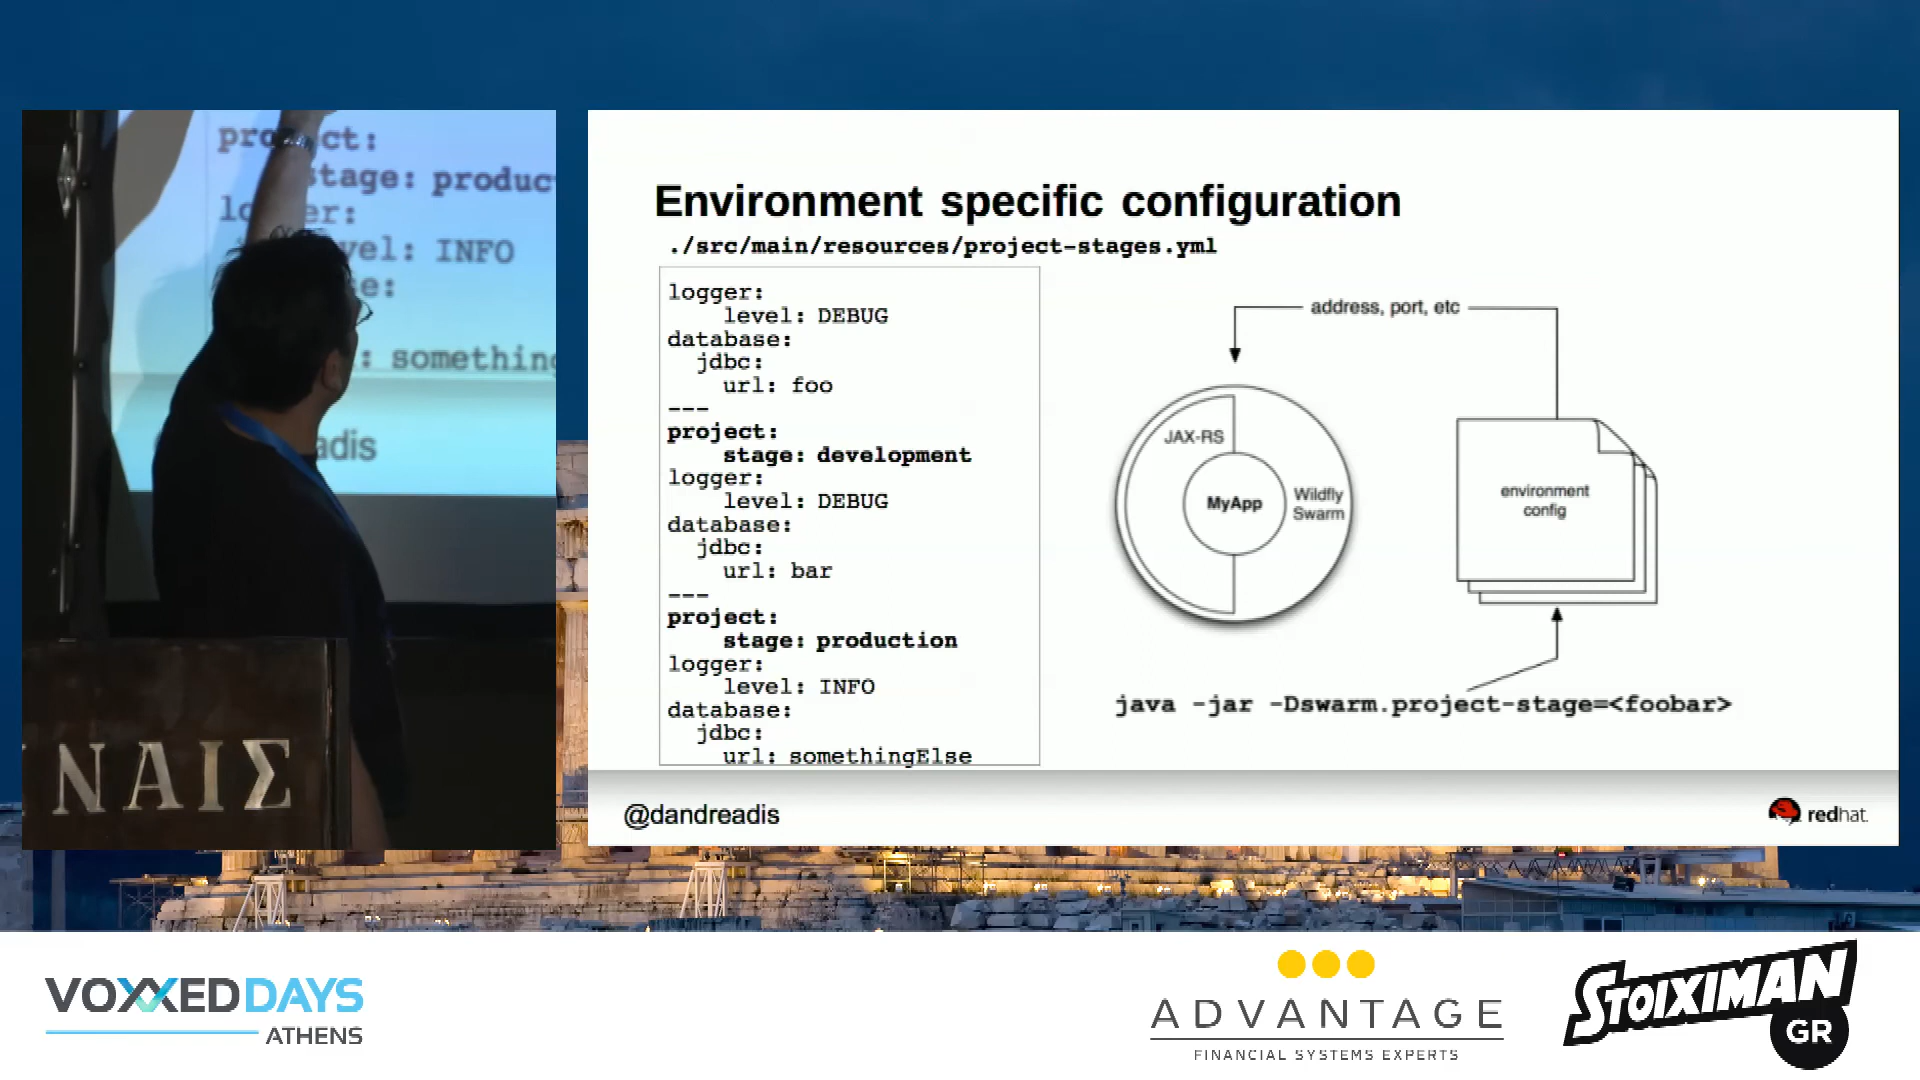 project:
stage: produc
level: INFO
: something
adis
ΝΑΙΣ
Environment specific configuration
./src/main/resources/project-stages.yml
logger:
level: DEBUG
database:
jdbc:
url: foo
---
project:
stage: development
logger:
level: DEBUG
database:
jdbc:
url: bar
---
project:
stage: production
logger:
level: INFO
database:
jdbc:
url: somethingElse
address, port, etc
JAX-RS
MyApp
Wildfly
Swarm
environment
config
java -jar -Dswarm.project-stage=<foobar>
@dandreadis
redhat.
VOXXEDDAYS
ATHENS
ADVANTAGE
FINANCIAL SYSTEMS EXPERTS
STOIXIMAN
GR